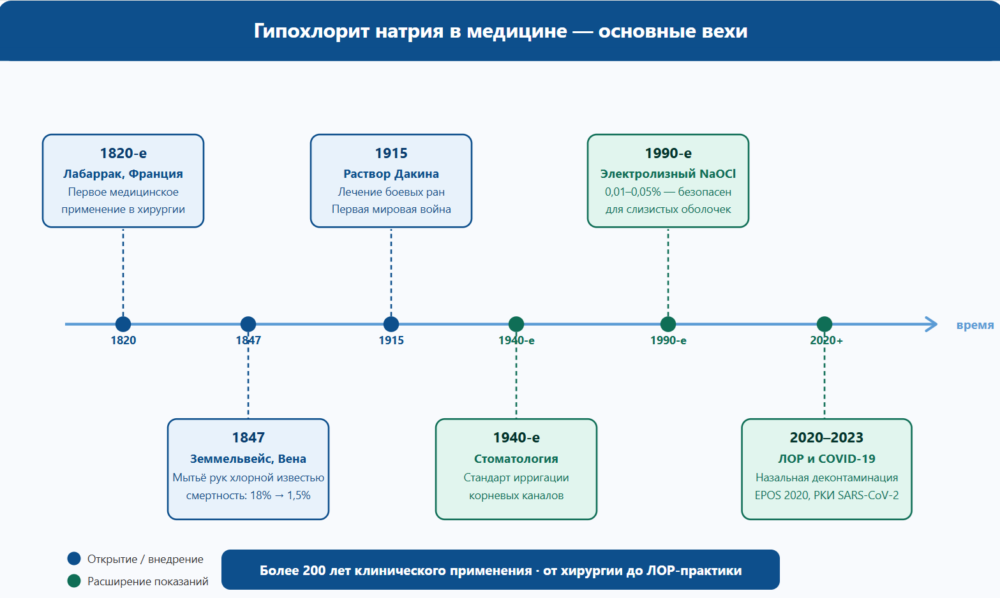 Гипохлорит натрия в медицине — основные вехи
1820-е
Лабаррак, Франция
Первое медицинское
применение в хирургии
1915
Раствор Дакина
Лечение боевых ран
Первая мировая война
1990-е
Электролизный NaOCl
0,01–0,05% — безопасен
для слизистых оболочек
1820
1847
1915
1940-е
1990-е
2020+
время
1847
Земмельвейс, Вена
Мытьё рук хлорной известью
смертность: 18% → 1,5%
1940-е
Стоматология
Стандарт ирригации
корневых каналов
2020–2023
ЛОР и COVID-19
Назальная деконтаминация
EPOS 2020, РКИ SARS-CoV-2
Открытие / внедрение
Расширение показаний
Более 200 лет клинического применения · от хирургии до ЛОР-практики